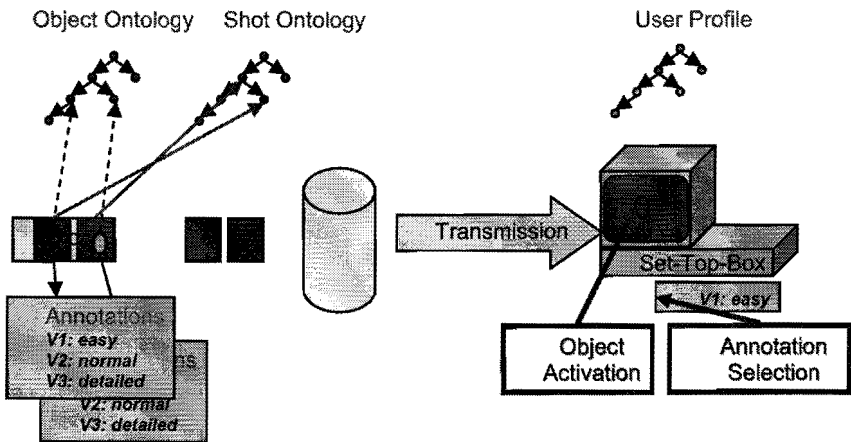 Object Ontology
Shot Ontology
User Profile
Transmission
Set-Top-Box
V1: easy
Annotations
V1: easy
V2: normal
V3: detailed
ns
V2: normal
V3: detailed
Object
Activation
Annotation
Selection